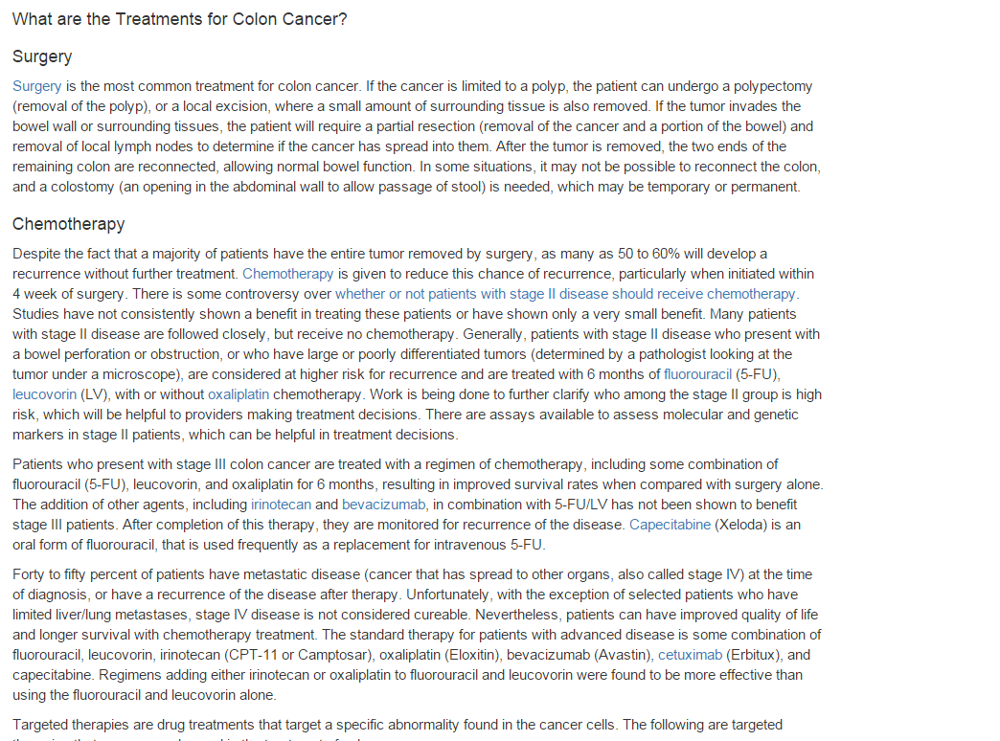 What are the Treatments for Colon Cancer?
Surgery
Surgery is the most common treatment for colon cancer. If the cancer is limited to a polyp, the patient can undergo a polypectomy
(removal of the polyp), or a local excision, where a small amount of surrounding tissue is also removed. If the tumor invades the
bowel wall or surrounding tissues, the patient will require a partial resection (removal of the cancer and a portion of the bowel) and
removal of local lymph nodes to determine if the cancer has spread into them. After the tumor is removed, the two ends of the
remaining colon are reconnected, allowing normal bowel function. In some situations, it may not be possible to reconnect the colon,
and a colostomy (an opening in the abdominal wall to allow passage of stool) is needed, which may be temporary or permanent.
Chemotherapy
Despite the fact that a majority of patients have the entire tumor removed by surgery, as many as 50 to 60% will develop a
recurrence without further treatment. Chemotherapy is given to reduce this chance of recurrence, particularly when initiated within
4 week of surgery. There is some controversy over whether or not patients with stage II disease should receive chemotherapy.
Studies have not consistently shown a benefit in treating these patients or have shown only a very small benefit. Many patients
with stage II disease are followed closely, but receive no chemotherapy. Generally, patients with stage II disease who present with
a bowel perforation or obstruction, or who have large or poorly differentiated tumors (determined by a pathologist looking at the
tumor under a microscope), are considered at higher risk for recurrence and are treated with 6 months of fluorouracil (5-FU),
leucovorin (LV), with or without oxaliplatin chemotherapy. Work is being done to further clarify who among the stage II group is high
risk, which will be helpful to providers making treatment decisions. There are assays available to assess molecular and genetic
markers in stage II patients, which can be helpful in treatment decisions.
Patients who present with stage III colon cancer are treated with a regimen of chemotherapy, including some combination of
fluorouracil (5-FU), leucovorin, and oxaliplatin for 6 months, resulting in improved survival rates when compared with surgery alone.
The addition of other agents, including irinotecan and bevacizumab, in combination with 5-FU/LV has not been shown to benefit
stage III patients. After completion of this therapy, they are monitored for recurrence of the disease. Capecitabine (Xeloda) is an
oral form of fluorouracil, that is used frequently as a replacement for intravenous 5-FU.
Forty to fifty percent of patients have metastatic disease (cancer that has spread to other organs, also called stage IV) at the time
of diagnosis, or have a recurrence of the disease after therapy. Unfortunately, with the exception of selected patients who have
limited liver/lung metastases, stage IV disease is not considered cureable. Nevertheless, patients can have improved quality of life
and longer survival with chemotherapy treatment. The standard therapy for patients with advanced disease is some combination of
fluorouracil, leucovorin, irinotecan (CPT-11 or Camptosar), oxaliplatin (Eloxitin), bevacizumab (Avastin), cetuximab (Erbitux), and
capecitabine. Regimens adding either irinotecan or oxaliplatin to fluorouracil and leucovorin were found to be more effective than
using the fluorouracil and leucovorin alone.
Targeted therapies are drug treatments that target a specific abnormality found in the cancer cells. The following are targeted